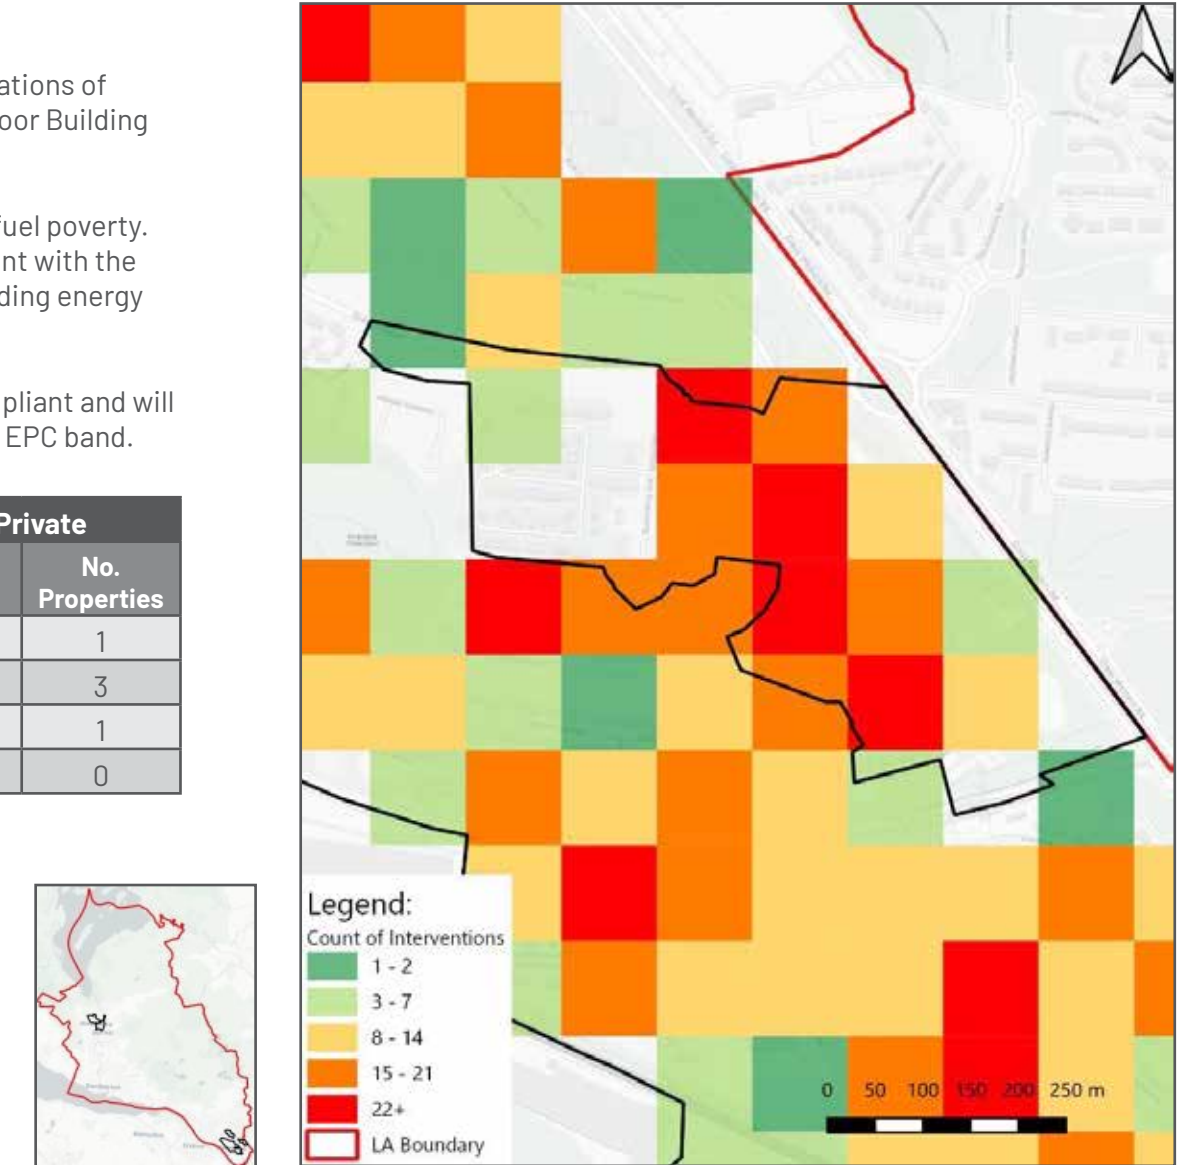 ations of
oor Building
fuel poverty.
nt with the
ding energy
pliant and will
EPC band.
Private
No.
Properties
1
3
1
0
Legend:
Count of Interventions
1 - 2
3 - 7
8 - 14
15 - 21
22+
LA Boundary
0 50 100 150 200 250 m